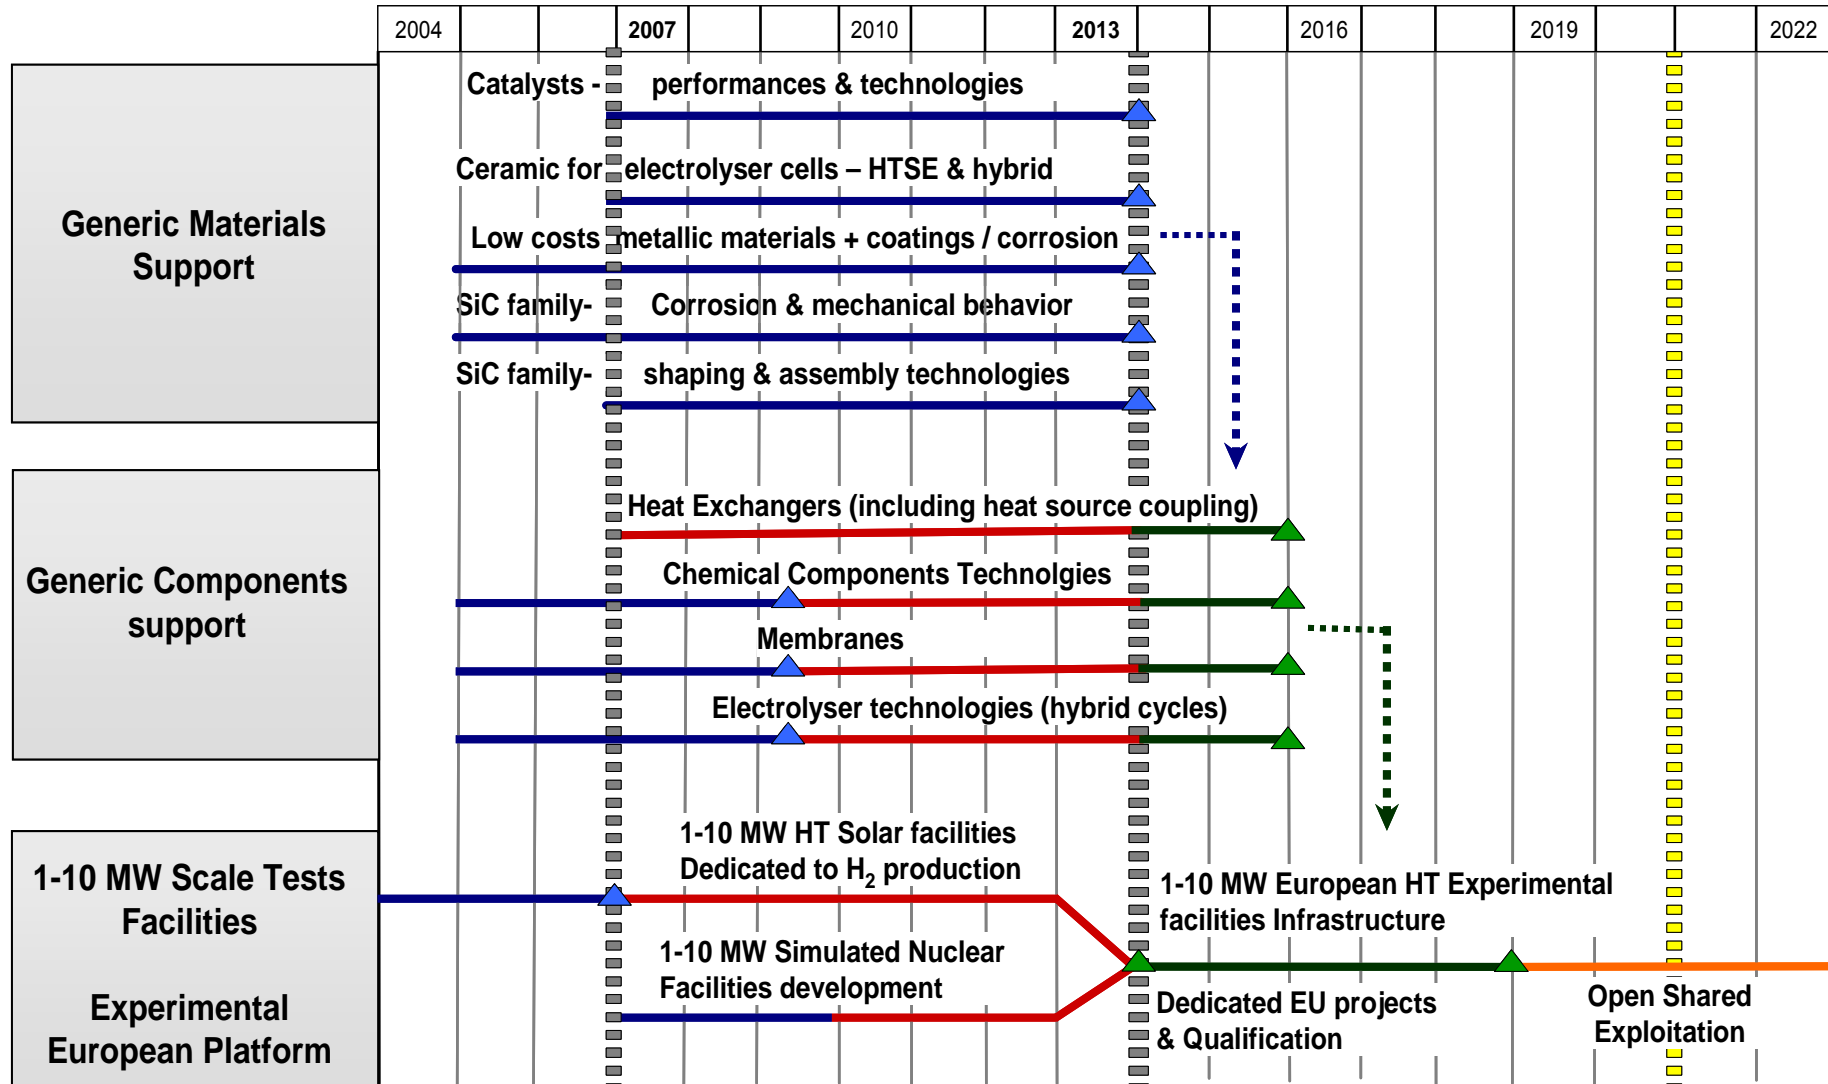 2004 2007 2010 2013 2016 2019 2022
Generic Materials
Support
Catalysts - performances & technologies
Ceramic for electrolyser cells – HTSE & hybrid
Low costs metallic materials + coatings / corrosion
SiC family- Corrosion & mechanical behavior
SiC family- shaping & assembly technologies
Generic Components
support
Heat Exchangers (including heat source coupling)
Chemical Components Technolgies
Membranes
Electrolyser technologies (hybrid cycles)
1-10 MW Scale Tests
Facilities
Experimental
European Platform
1-10 MW HT Solar facilities
Dedicated to H2 production
1-10 MW Simulated Nuclear
Facilities development
1-10 MW European HT Experimental
facilities Infrastructure
Dedicated EU projects
& Qualification
Open Shared
Exploitation